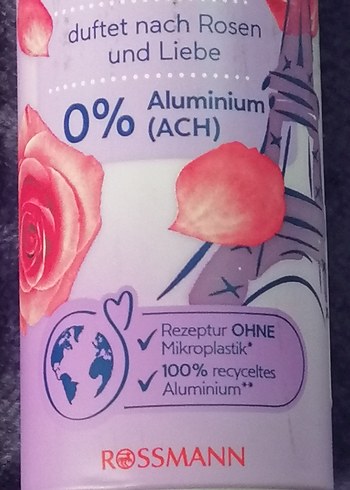 duftet nach Rosen
und Liebe
0% Aluminium
(ACH)
Rezeptur OHNE
Mikroplastik*
100% recyceltes
Aluminium**
ROSSMANN